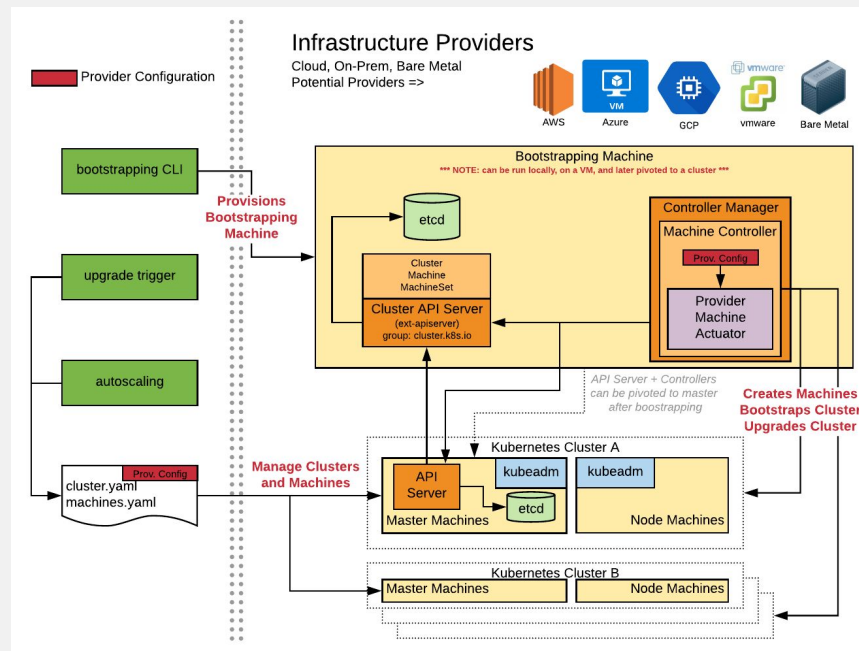 Infrastructure Providers
Cloud, On-Prem, Bare Metal
Potential Providers =>
Provider Configuration
vmware
VM
AWS
Azure
GCP
vmware
Bare Metal
bootstrapping CLI
upgrade trigger
autoscaling
Prov. Config
cluster.yaml
machines.yaml
Provisions
Bootstrapping
Machine
Bootstrapping Machine
*** NOTE: can be run locally, on a VM, and later pivoted to a cluster ***
etcd
Cluster
Machine
MachineSet
Cluster API Server
(ext-apiserver)
group: cluster.k8s.io
Controller Manager
Machine Controller
Prov. Config
Provider
Machine
Actuator
API Server + Controllers
can be pivoted to master
after boostrapping
Creates Machines
Bootstraps Cluster
Upgrades Cluster
Manage Clusters
and Machines
Kubernetes Cluster A
API
Server
kubeadm
etcd
Master Machines
kubeadm
Node Machines
Kubernetes Cluster B
Master Machines
Node Machines